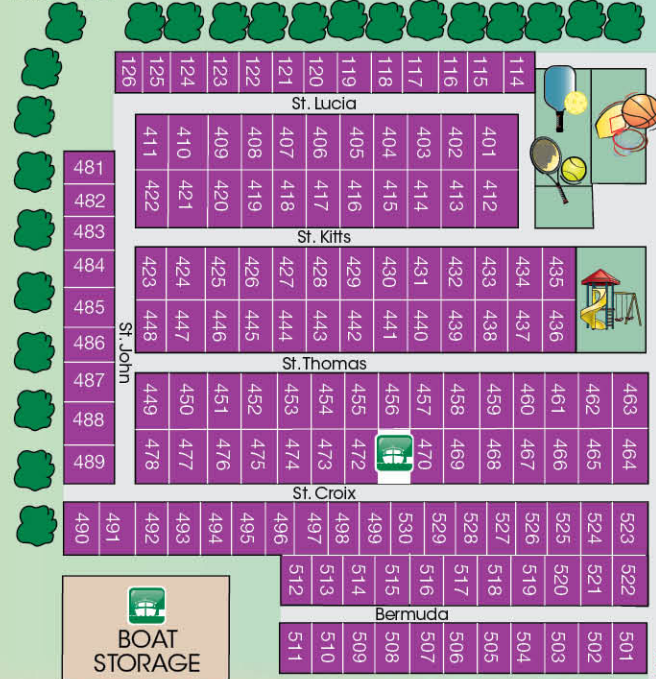 126 125 124 123 122 121 120 119 118 117 116 115 114
St. Lucia
411 410 409 408 407 406 405 404 403 402 401
422 421 420 419 418 417 416 415 414 413 412
St. Kitts
423 424 425 426 427 428 429 430 431 432 433 434 435
448 447 446 445 444 443 442 441 440 439 438 437 436
St. Thomas
449 450 451 452 453 454 455 456 457 458 459 460 461 462 463
478 477 476 475 474 473 472 470 469 468 467 466 465 464
St. Croix
481
482
483
484
485
486
487
488
489
St. John
490 491 492 493 494 495 496 497 498 499 530 529 528 527 526 525 524 523
512 513 514 515 516 517 518 519 520 521 522
Bermuda
511 510 509 508 507 506 505 504 503 502 501
BOAT
STORAGE